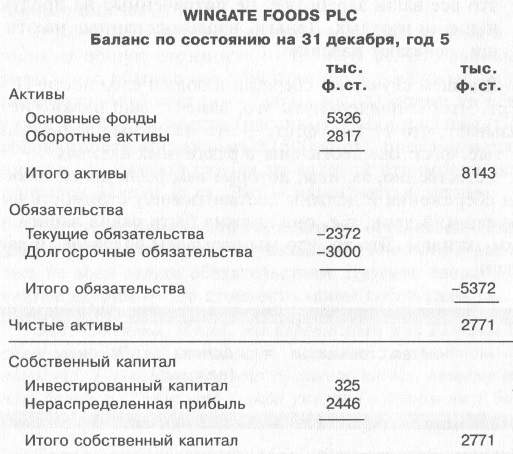 WINGATE FOODS PLC
Баланс по состоянию на 31 декабря, год 5
тыс. тыс.
Активы ф. ст. ф. ст.
Основные фонды 5326
Оборотные активы 2817
Итого активы 8143
Обязательства
Текущие обязательства –2372
Долгосрочные обязательства –3000
Итого обязательства –5372
Чистые активы 2771
Собственный капитал
Инвестированный капитал 325
Нераспределенная прибыль 2446
Итого собственный капитал 2771